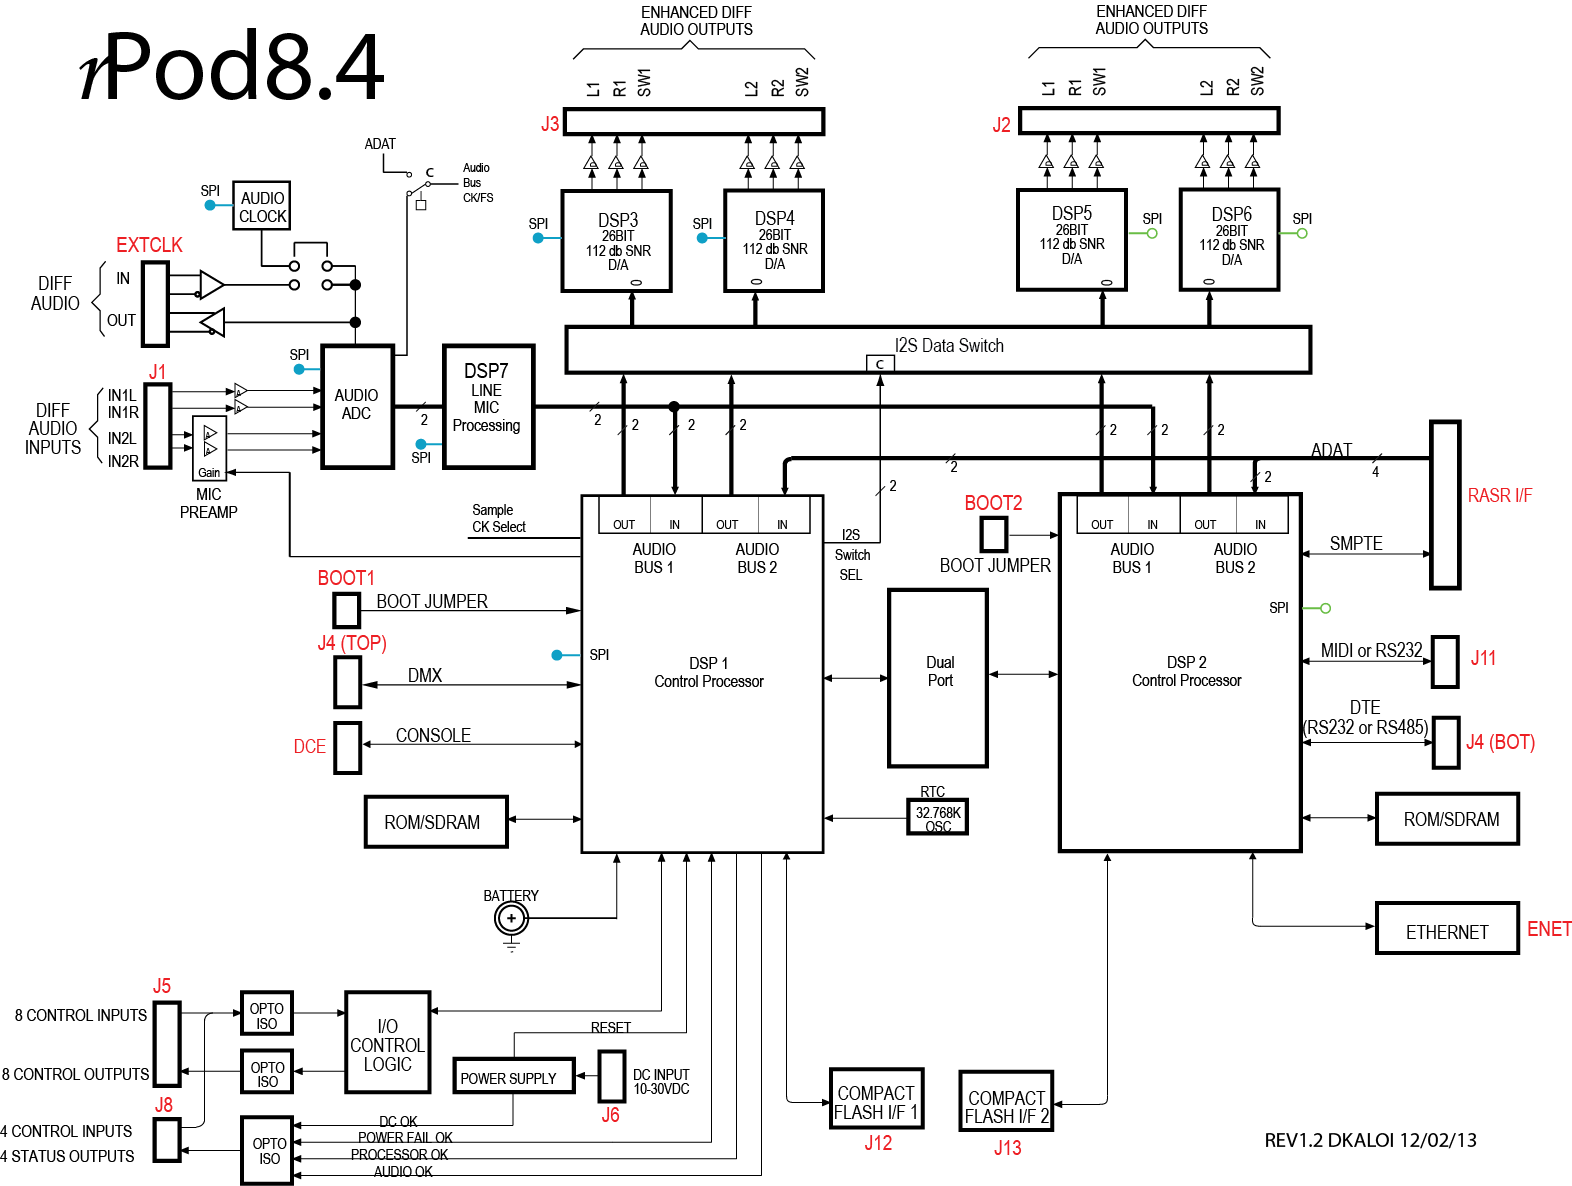 rPod8.4
ENHANCED DIFF
AUDIO OUTPUTS
L1
R1
SW1
L2
R2
SW2
J3
ENHANCED DIFF
AUDIO OUTPUTS
L1
R1
SW1
L2
R2
SW2
J2
D
D
D
D
D
D
D
D
D
D
D
D
ADAT
C
Audio
Bus
CK/FS
SPI
AUDIO
CLOCK
EXTCLK
DIFF
AUDIO
IN
OUT
SPI
DSP3
26BIT
112 db SNR
D/A
0
SPI
DSP4
26BIT
112 db SNR
D/A
0
DSP5
26BIT
112 db SNR
D/A
0
SPI
DSP6
26BIT
112 db SNR
D/A
0
SPI
I2S Data Switch
C
J1
DIFF
AUDIO
INPUTS
IN1L
IN1R
IN2L
IN2R
A
A
A
A
Gain
MIC
PREAMP
SPI
AUDIO
ADC
2
SPI
DSP7
LINE
MIC
Processing
2
2
2
2
2
2
2
2
2
2
ADAT
4
RASR I/F
Sample
CK Select
OUT
IN
OUT
IN
AUDIO
BUS 1
AUDIO
BUS 2
I2S
Switch
SEL
BOOT2
BOOT JUMPER
OUT
IN
OUT
IN
AUDIO
BUS 1
AUDIO
BUS 2
SMPTE
SPI
BOOT1
BOOT JUMPER
J4 (TOP)
DMX
SPI
DSP 1
Control Processor
Dual
Port
DSP 2
Control Processor
MIDI or RS232
J11
DCE
CONSOLE
DTE
(RS232 or RS485)
J4 (BOT)
ROM/SDRAM
RTC
32.768K
OSC
ROM/SDRAM
BATTERY
+
ETHERNET
ENET
J5
8 CONTROL INPUTS
8 CONTROL OUTPUTS
OPTO
ISO
OPTO
ISO
I/O
CONTROL
LOGIC
RESET
POWER SUPPLY
DC INPUT
10-30VDC
J6
J8
4 CONTROL INPUTS
4 STATUS OUTPUTS
OPTO
ISO
DC OK
POWER FAIL OK
PROCESSOR OK
AUDIO OK
COMPACT
FLASH I/F 1
J12
COMPACT
FLASH I/F 2
J13
REV1.2 DKALOI 12/02/13